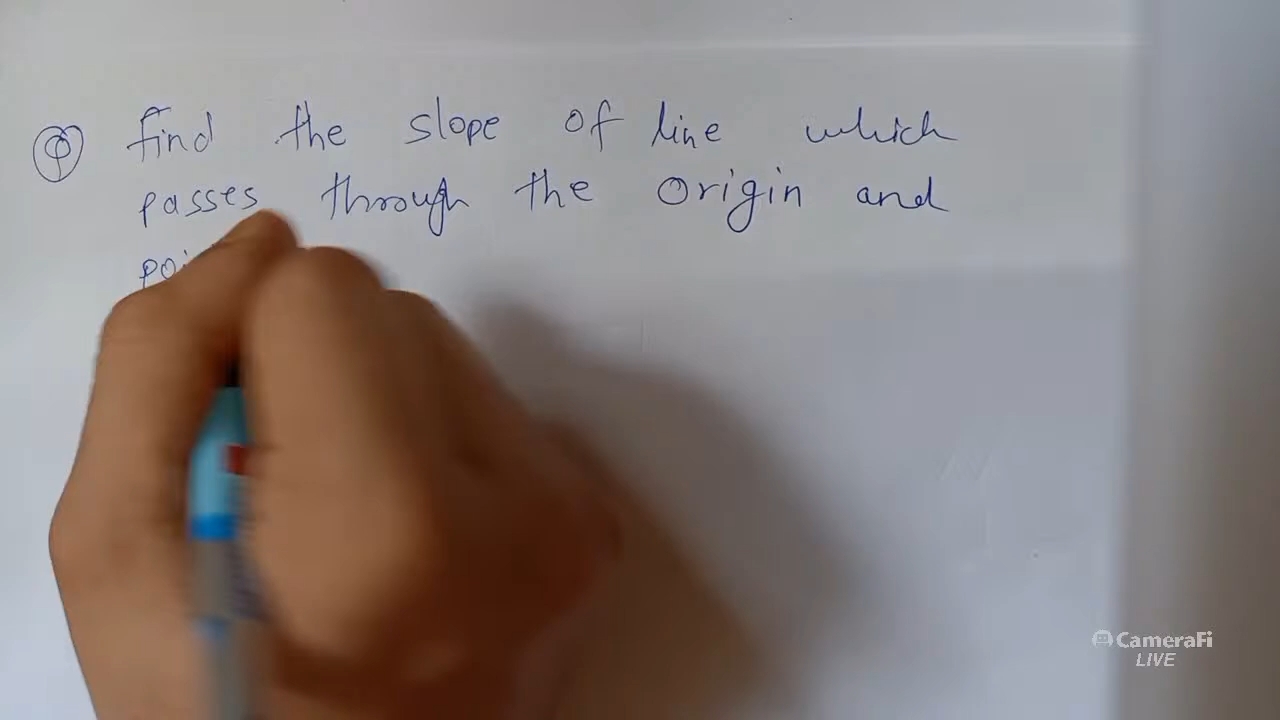 Q find the slope of line which
passes through the origin and
CameraFi
LIVE